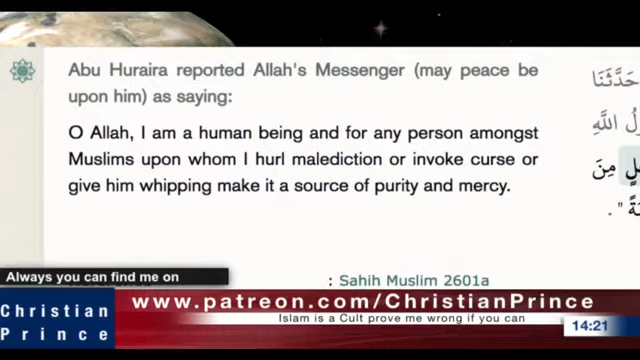 Abu Huraira reported Allah's Messenger (may peace be
upon him) as saying:
O Allah, I am a human being and for any person amongst
Muslims upon whom I hurl malediction or invoke curse or
give him whipping make it a source of purity and mercy.
حَدَّثَنَا
مِنَ
: Sahih Muslim 2601a
Always you can find me on
Christian
Prince
www.patreon.com/ChristianPrince
Islam is a Cult prove me wrong if you can
14:21